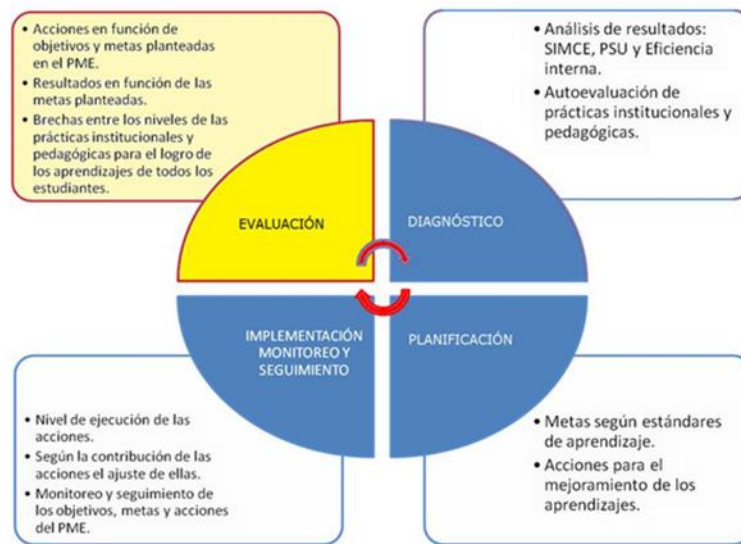 • Acciones en función de
objetivos y metas planteadas
en el PME.
• Resultados en función de las
metas planteadas.
• Brechas entre los niveles de las
prácticas institucionales y
pedagógicas para el logro de
los aprendizajes de todos los
estudiantes.
• Análisis de resultados:
SIMCE, PSU y Eficiencia
interna.
• Autoevaluación de
prácticas institucionales y
pedagógicas.
EVALUACIÓN
DIAGNÓSTICO
IMPLEMENTACIÓN
MONITOREO Y
SEGUIMIENTO
PLANIFICACIÓN
• Nivel de ejecución de las
acciones.
• Según la contribución de las
acciones el ajuste de ellas.
• Monitoreo y seguimiento de
los objetivos, metas y acciones
del PME.
• Metas según estándares
de aprendizaje.
• Acciones para el
mejoramiento de los
aprendizajes.